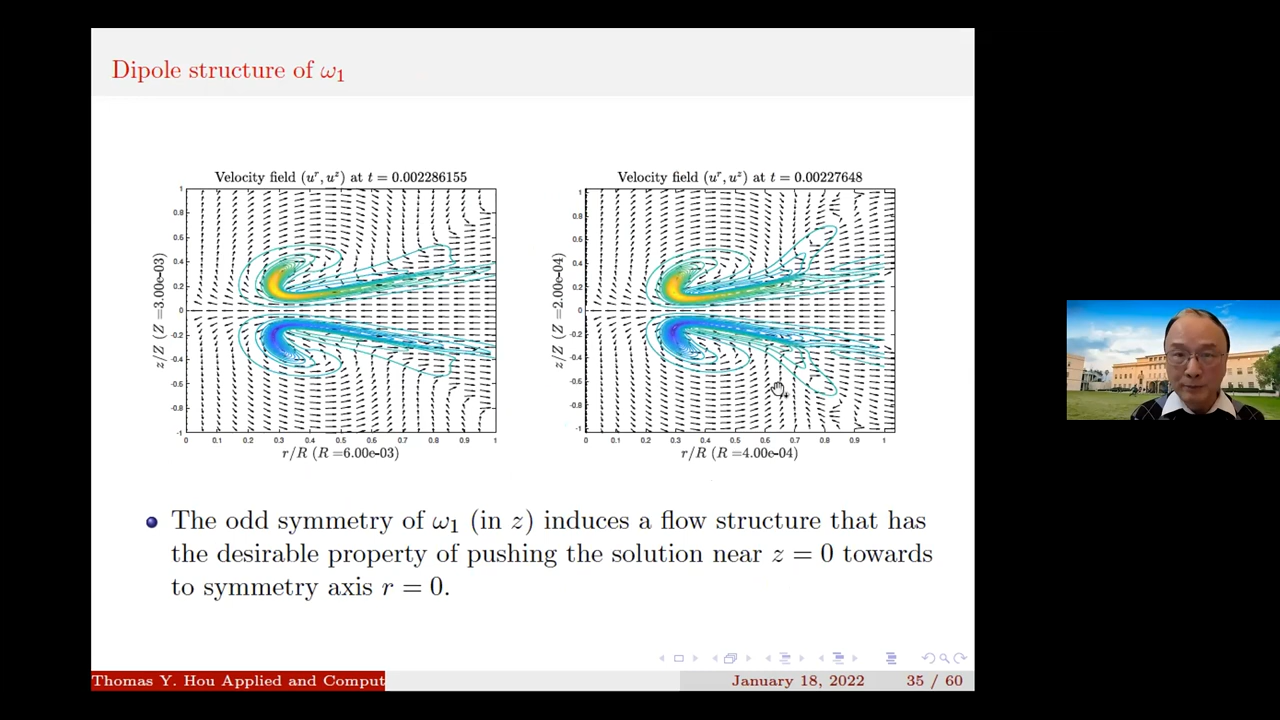 Dipole structure of ω₁
Velocity field (uʳ, uᶻ) at t = 0.002286155
1
0.8
0.6
0.4
0.2
0
-0.2
-0.4
-0.6
-0.8
-1
z/Z (Z =3.00e-03)
0 0.1 0.2 0.3 0.4 0.5 0.6 0.7 0.8 0.9 1
r/R (R =6.00e-03)
Velocity field (uʳ, uᶻ) at t = 0.00227648
1
0.8
0.6
0.4
0.2
0
-0.2
-0.4
-0.6
-0.8
-1
z/Z (Z =2.00e-04)
0 0.1 0.2 0.3 0.4 0.5 0.6 0.7 0.8 0.9 1
r/R (R =4.00e-04)
The odd symmetry of ω₁ (in z) induces a flow structure that has
the desirable property of pushing the solution near z = 0 towards
to symmetry axis r = 0.
Thomas Y. Hou Applied and Comput
January 18, 2022
35 / 60